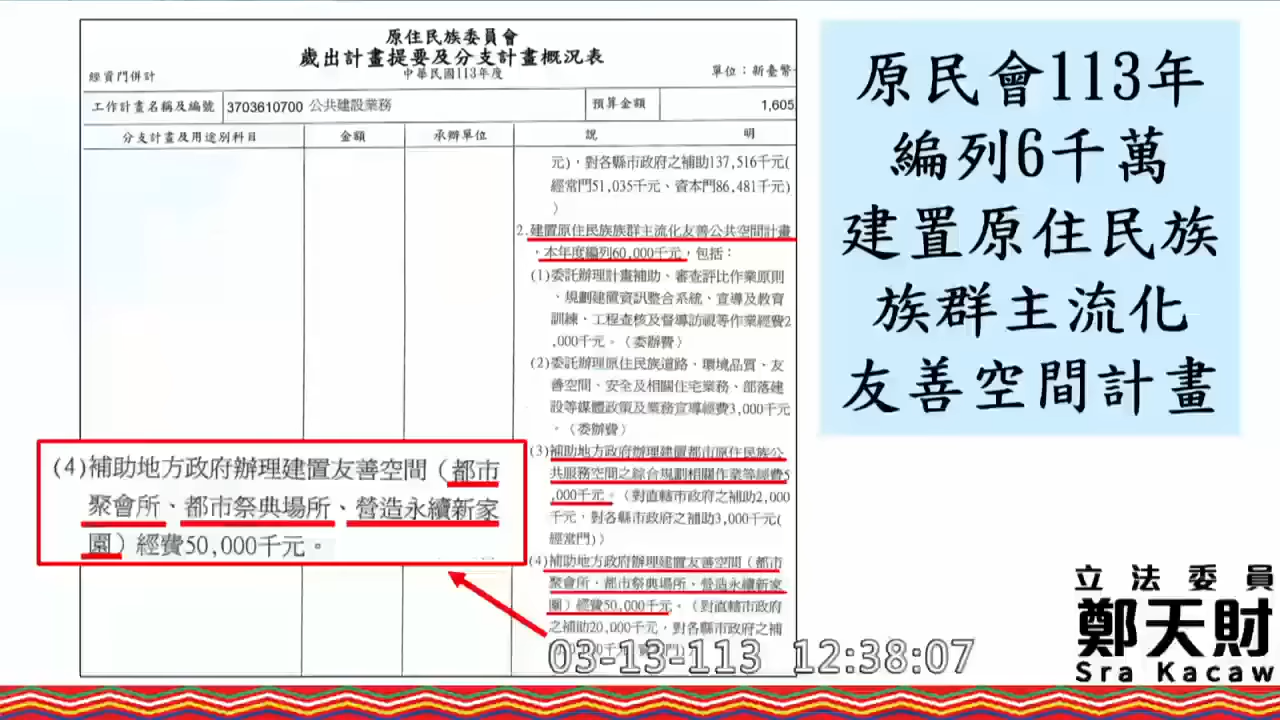 原住民族委員會
歲出計畫提要及分支計畫概況表
中華民國113年度
經資門併計
單位：新臺幣
工作計畫名稱及編號 3703610700 公共建設業務 預算金額 1,605
分支計畫及用途別科目 金額 承辦單位 說 明
元)，對各縣市政府之補助137,516千元(
經常門51,035千元、資本門86,481千元)
)
2.建置原住民族族群主流化友善公共空間計畫
，本年度編列60,000千元，包括：
(1)委託辦理計畫補助、審查評比作業原則
、規劃建置資訊整合系統、宣導及教育
訓練、工程查核及督導訪視等作業經費2
,000千元。（委辦費）
(2)委託辦理原住民族道路、環境品質、友
善空間、安全及相關住宅業務、部落建
設等媒體政策及業務宣導經費3,000千元
。（委辦費）
(3)補助地方政府辦理建置都市原住民族公
共服務空間之綜合規劃相關作業等經費5
,000千元。（對直轄市政府之補助2,000
千元，對各縣市政府之補助3,000千元(
經常門)）
(4)補助地方政府辦理建置友善空間（都市
聚會所、都市祭典場所、營造永續新家
園）經費50,000千元。（對直轄市政府
之補助20,000千元，對各縣市政府之補
(4)補助地方政府辦理建置友善空間（都市
聚會所、都市祭典場所、營造永續新家
園）經費50,000千元。
原民會113年
編列6千萬
建置原住民族
族群主流化
友善空間計畫
立法委員
鄭天財
Sra Kacaw
03-13-113 12:38:07